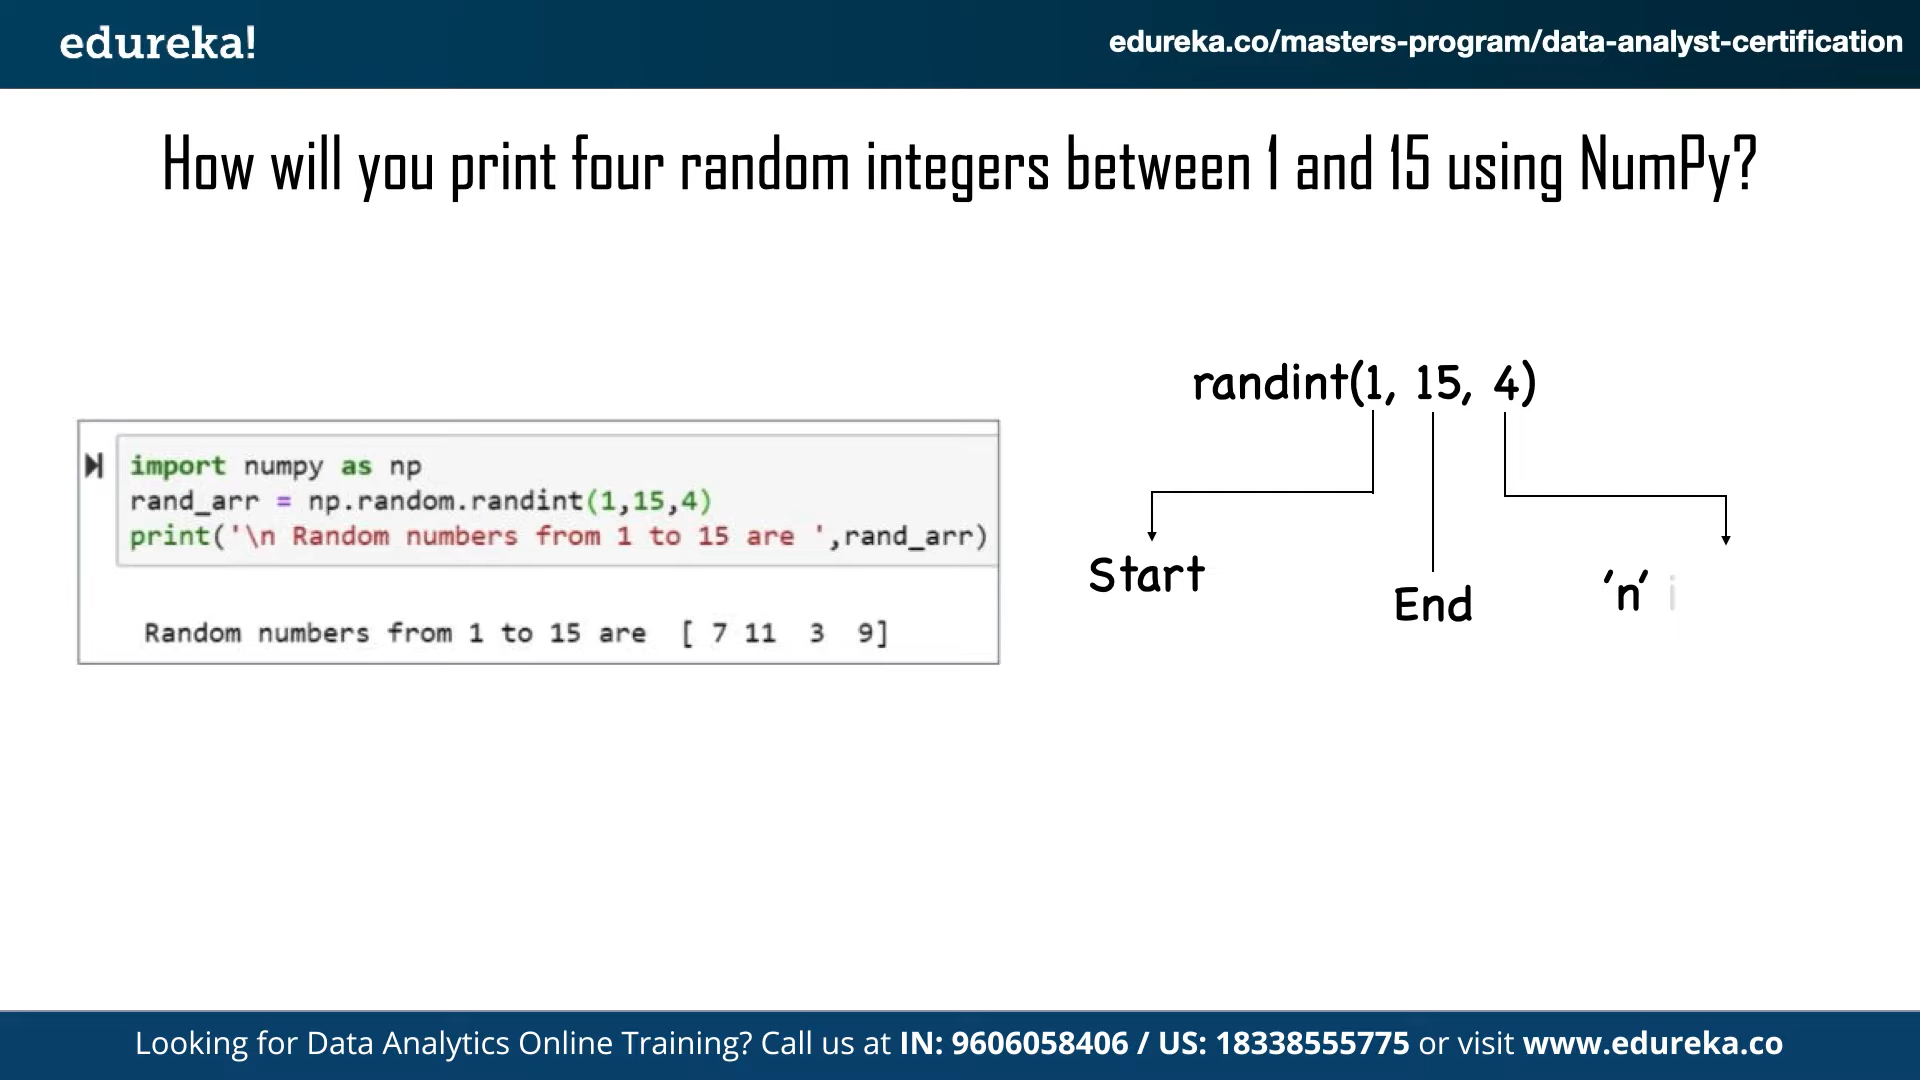 edureka!
edureka.co/masters-program/data-analyst-certification
How will you print four random integers between 1 and 15 using NumPy?
import numpy as np
rand_arr = np.random.randint(1,15,4)
print('\n Random numbers from 1 to 15 are ',rand_arr)
Random numbers from 1 to 15 are  [ 7 11  3  9]
randint(1, 15, 4)
Start
End
'n' i
Looking for Data Analytics Online Training? Call us at IN: 9606058406 / US: 18338555775 or visit www.edureka.co